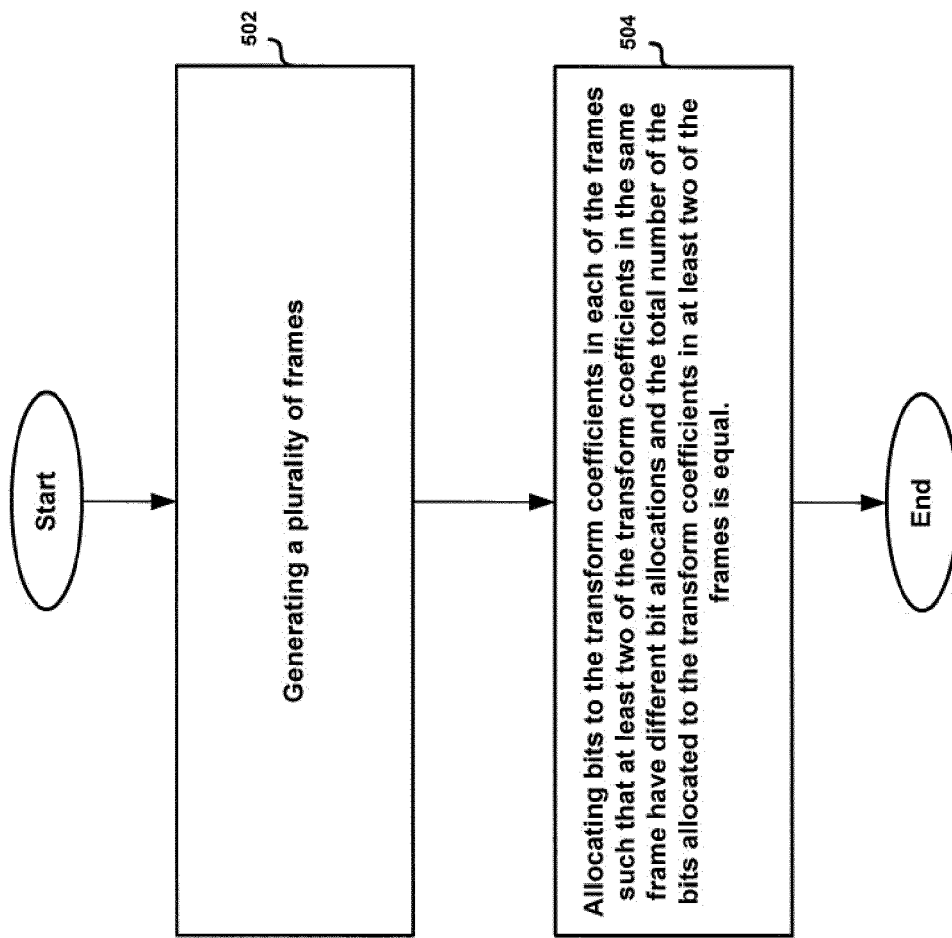 Start
502
Generating a plurality of frames
504
Allocating bits to the transform coefficients in each of the frames
such that at least two of the transform coefficients in the same
frame have different bit allocations and the total number of the
bits allocated to the transform coefficients in at least two of the
frames is equal.
End